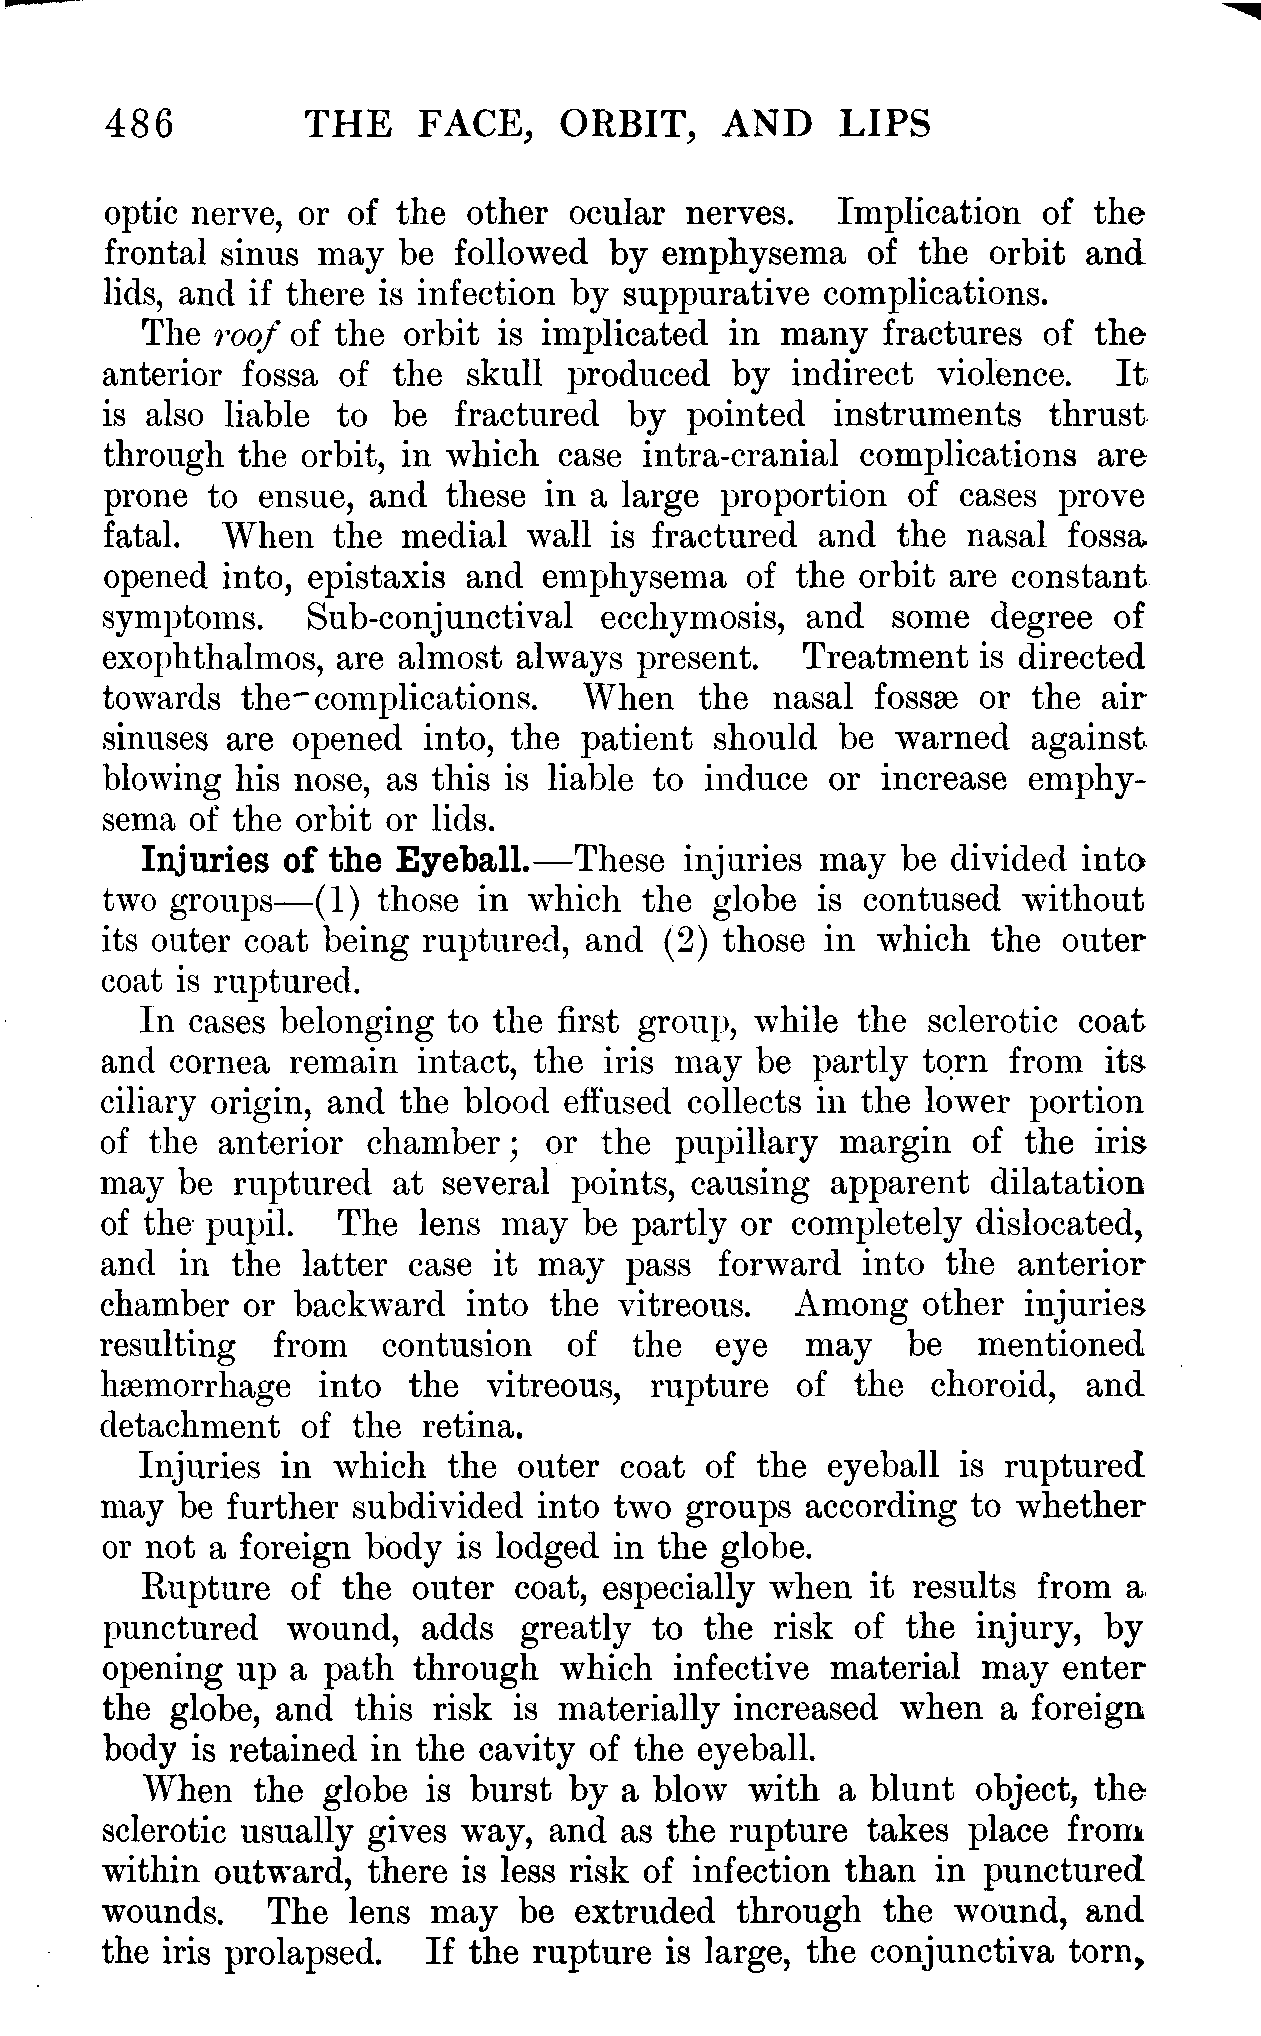 486 THE FACE, ORBIT, AND LIPS
optic nerve, or of the other ocular nerves. Implication of the
frontal sinus may be followed by emphysema of the orbit and
lids, and if there is infection by suppurative complications.
The roof of the orbit is implicated in many fractures of the
anterior fossa of the skull produced by indirect violence. It
is also liable to be fractured by pointed instruments thrust
through the orbit, in which case intra-cranial complications are
prone to ensue, and these in a large proportion of cases prove
fatal. When the medial wall is fractured and the nasal fossa
opened into, epistaxis and emphysema of the orbit are constant
symptoms. Sub-conjunctival ecchymosis, and some degree of
exophthalmos, are almost always present. Treatment is directed
towards the complications. When the nasal fossæ or the air
sinuses are opened into, the patient should be warned against
blowing his nose, as this is liable to induce or increase emphy-
sema of the orbit or lids.
Injuries of the Eyeball.—These injuries may be divided into
two groups—(1) those in which the globe is contused without
its outer coat being ruptured, and (2) those in which the outer
coat is ruptured.
In cases belonging to the first group, while the sclerotic coat
and cornea remain intact, the iris may be partly torn from its
ciliary origin, and the blood effused collects in the lower portion
of the anterior chamber; or the pupillary margin of the iris
may be ruptured at several points, causing apparent dilatation
of the pupil. The lens may be partly or completely dislocated,
and in the latter case it may pass forward into the anterior
chamber or backward into the vitreous. Among other injuries
resulting from contusion of the eye may be mentioned
hæmorrhage into the vitreous, rupture of the choroid, and
detachment of the retina.
Injuries in which the outer coat of the eyeball is ruptured
may be further subdivided into two groups according to whether
or not a foreign body is lodged in the globe.
Rupture of the outer coat, especially when it results from a
punctured wound, adds greatly to the risk of the injury, by
opening up a path through which infective material may enter
the globe, and this risk is materially increased when a foreign
body is retained in the cavity of the eyeball.
When the globe is burst by a blow with a blunt object, the
sclerotic usually gives way, and as the rupture takes place from
within outward, there is less risk of infection than in punctured
wounds. The lens may be extruded through the wound, and
the iris prolapsed. If the rupture is large, the conjunctiva torn,